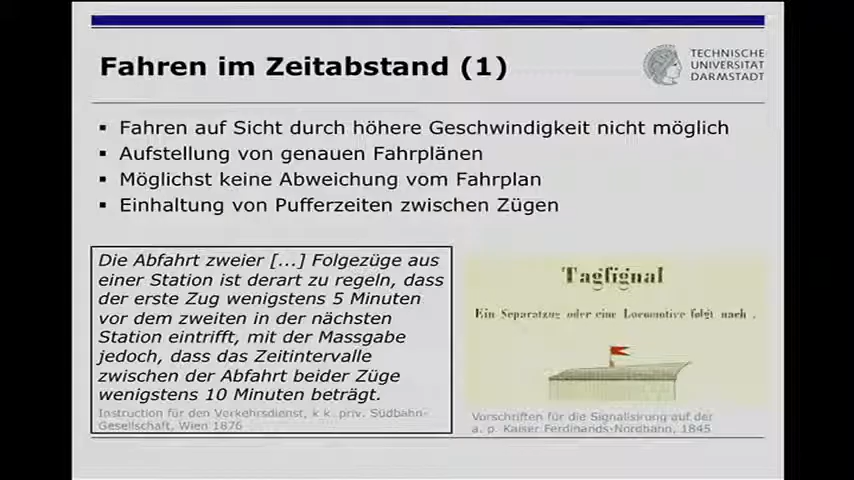 Fahren im Zeitabstand (1)
TECHNISCHE
UNIVERSITÄT
DARMSTADT
▪ Fahren auf Sicht durch höhere Geschwindigkeit nicht möglich
▪ Aufstellung von genauen Fahrplänen
▪ Möglichst keine Abweichung vom Fahrplan
▪ Einhaltung von Pufferzeiten zwischen Zügen
Die Abfahrt zweier [...] Folgezüge aus
einer Station ist derart zu regeln, dass
der erste Zug wenigstens 5 Minuten
vor dem zweiten in der nächsten
Station eintrifft, mit der Massgabe
jedoch, dass das Zeitintervalle
zwischen der Abfahrt beider Züge
wenigstens 10 Minuten beträgt.
Instruction für den Verkehrsdienst, k k. priv. Südbahn-
Gesellschaft, Wien 1876
Tagſignal
Ein Separatzug oder eine Locomotive folgt nach .
Vorschriften für die Signalisirung auf der
a. p. Kaiser Ferdinands-Nordbahn, 1845